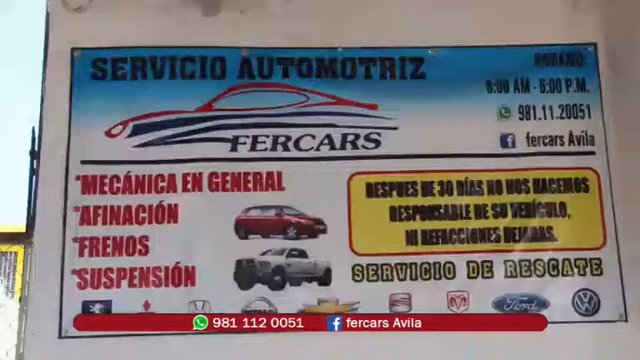 SERVICIO AUTOMOTRIZ
HORARIO:
8:00 AM - 6:00 P.M.
981.11.20051
fercars Avila
FERCARS
*MECÁNICA EN GENERAL
*AFINACIÓN
*FRENOS
*SUSPENSIÓN
DESPUES DE 30 DÍAS NO NOS HACEMOS
RESPONSABLE DE SU VEHÍCULO,
NI REFACCIONES DEJADAS.
SERVICIO DE RESCATE
Ford
981 112 0051 fercars Avila